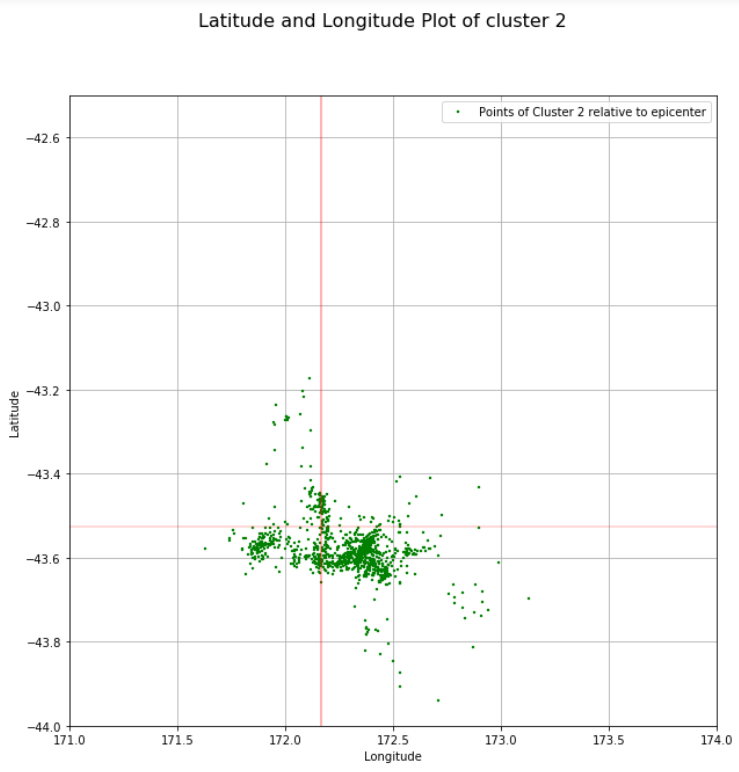 Latitude and Longitude Plot of cluster 2
Points of Cluster 2 relative to epicenter
−42.6
−42.8
−43.0
−43.2
−43.4
−43.6
−43.8
−44.0
Latitude
171.0 171.5 172.0 172.5 173.0 173.5 174.0
Longitude